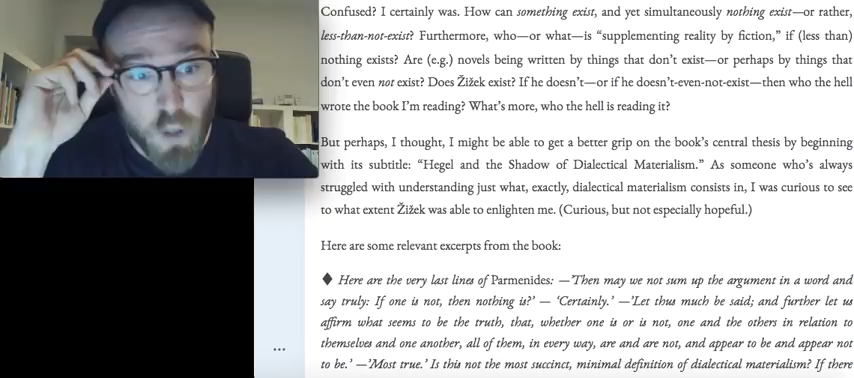 Confused? I certainly was. How can something exist, and yet simultaneously nothing exist—or rather,
less-than-not-exist? Furthermore, who—or what—is “supplementing reality by fiction,” if (less than)
nothing exists? Are (e.g.) novels being written by things that don’t exist—or perhaps by things that
don’t even not exist? Does Žižek exist? If he doesn’t—or if he doesn’t-even-not-exist—then who the hell
wrote the book I’m reading? What’s more, who the hell is reading it?
But perhaps, I thought, I might be able to get a better grip on the book’s central thesis by beginning
with its subtitle: “Hegel and the Shadow of Dialectical Materialism.” As someone who’s always
struggled with understanding just what, exactly, dialectical materialism consists in, I was curious to see
to what extent Žižek was able to enlighten me. (Curious, but not especially hopeful.)
Here are some relevant excerpts from the book:
♦ Here are the very last lines of Parmenides: —’Then may we not sum up the argument in a word and
say truly: If one is not, then nothing is?’ — ‘Certainly.’ —’Let thus much be said; and further let us
affirm what seems to be the truth, that, whether one is or is not, one and the others in relation to
themselves and one another, all of them, in every way, are and are not, and appear to be and appear not
to be.’ —’Most true.’ Is this not the most succinct, minimal definition of dialectical materialism? If there